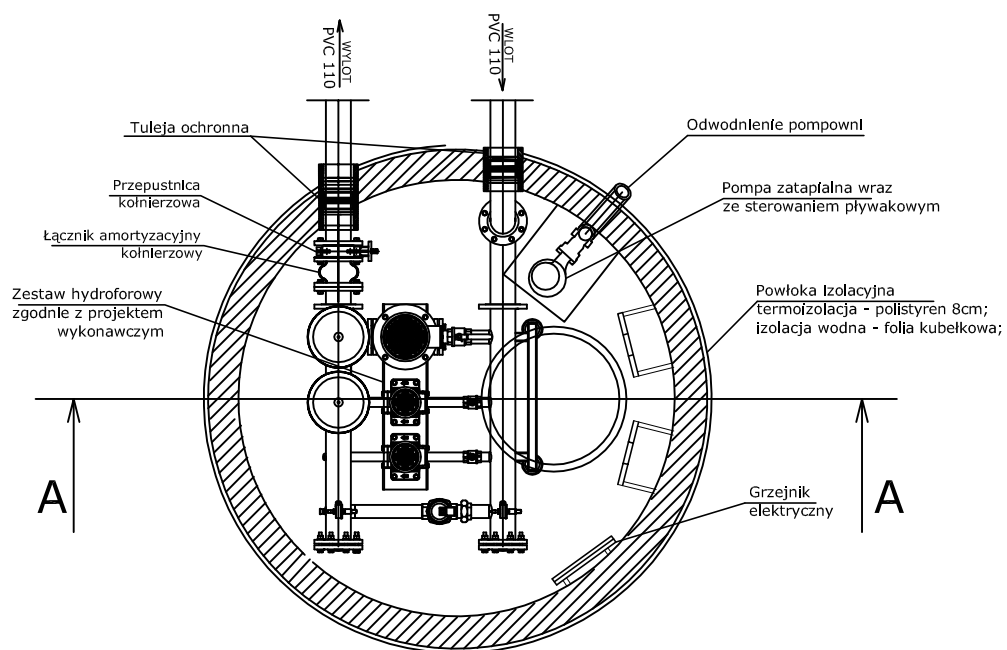 WYLOT
PVC 110
WLOT
PVC 110
Tuleja ochronna
Odwodnienie pompowni
Przepustnica
kołnierzowa
Pompa zatapialna wraz
ze sterowaniem pływakowym
Łącznik amortyzacyjny
kołnierzowy
Zestaw hydroforowy
zgodnie z projektem
wykonawczym
Powłoka izolacyjna
termoizolacja - polistyren 8cm;
izolacja wodna - folia kubełkowa;
A
A
Grzejnik
elektryczny